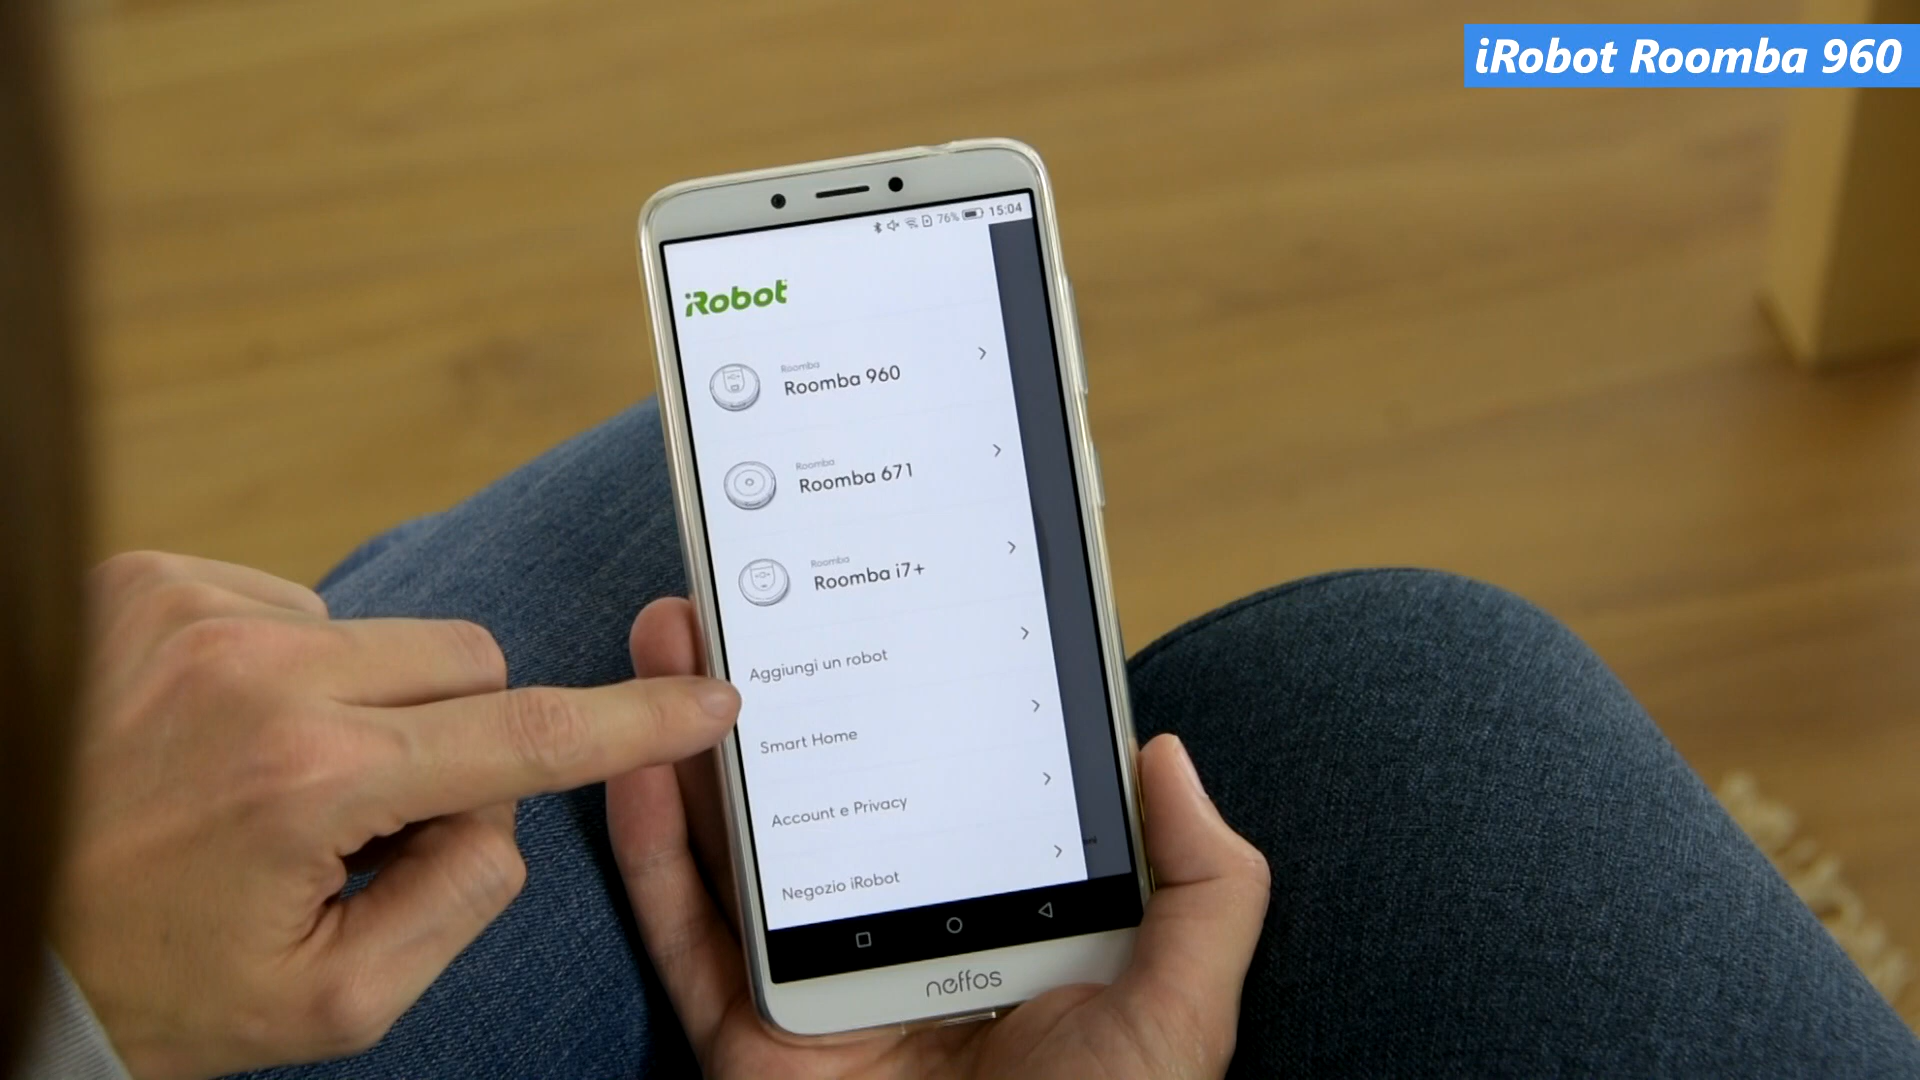 iRobot Roomba 960
76% 15:04
iRobot
Roomba
Roomba 960
Roomba
Roomba 671
Roomba
Roomba i7+
Aggiungi un robot
Smart Home
Account e Privacy
Negozio iRobot
neffos